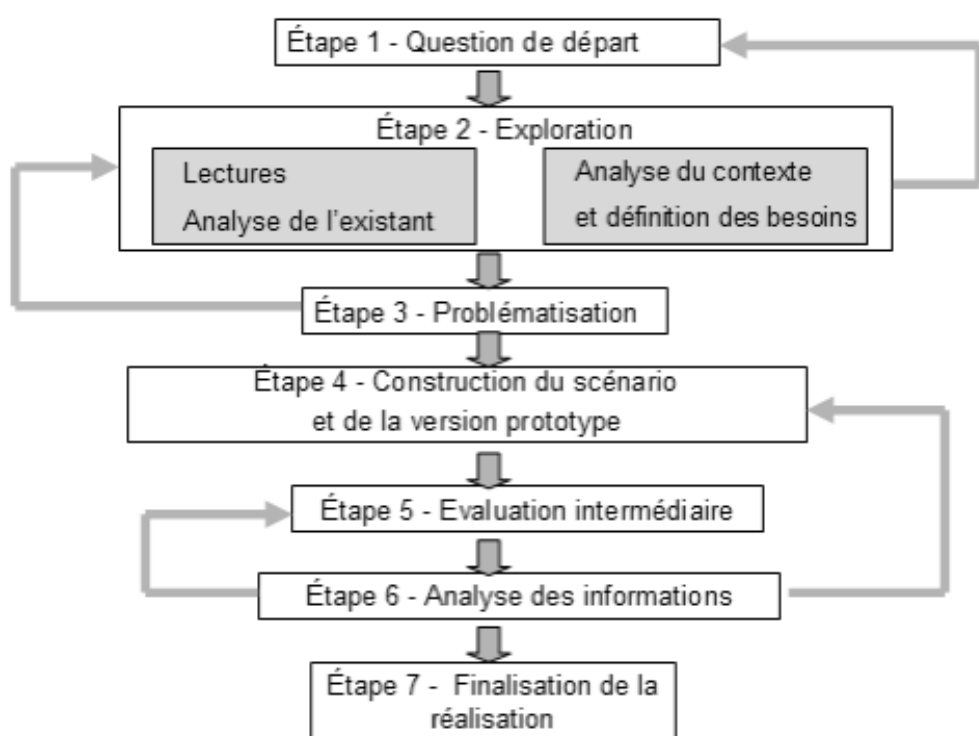 Étape 1 - Question de départ
Étape 2 - Exploration
Lectures
Analyse de l'existant
Analyse du contexte
et définition des besoins
Étape 3 - Problématisation
Étape 4 - Construction du scénario
et de la version prototype
Étape 5 - Evaluation intermédiaire
Étape 6 - Analyse des informations
Étape 7 - Finalisation de la
réalisation